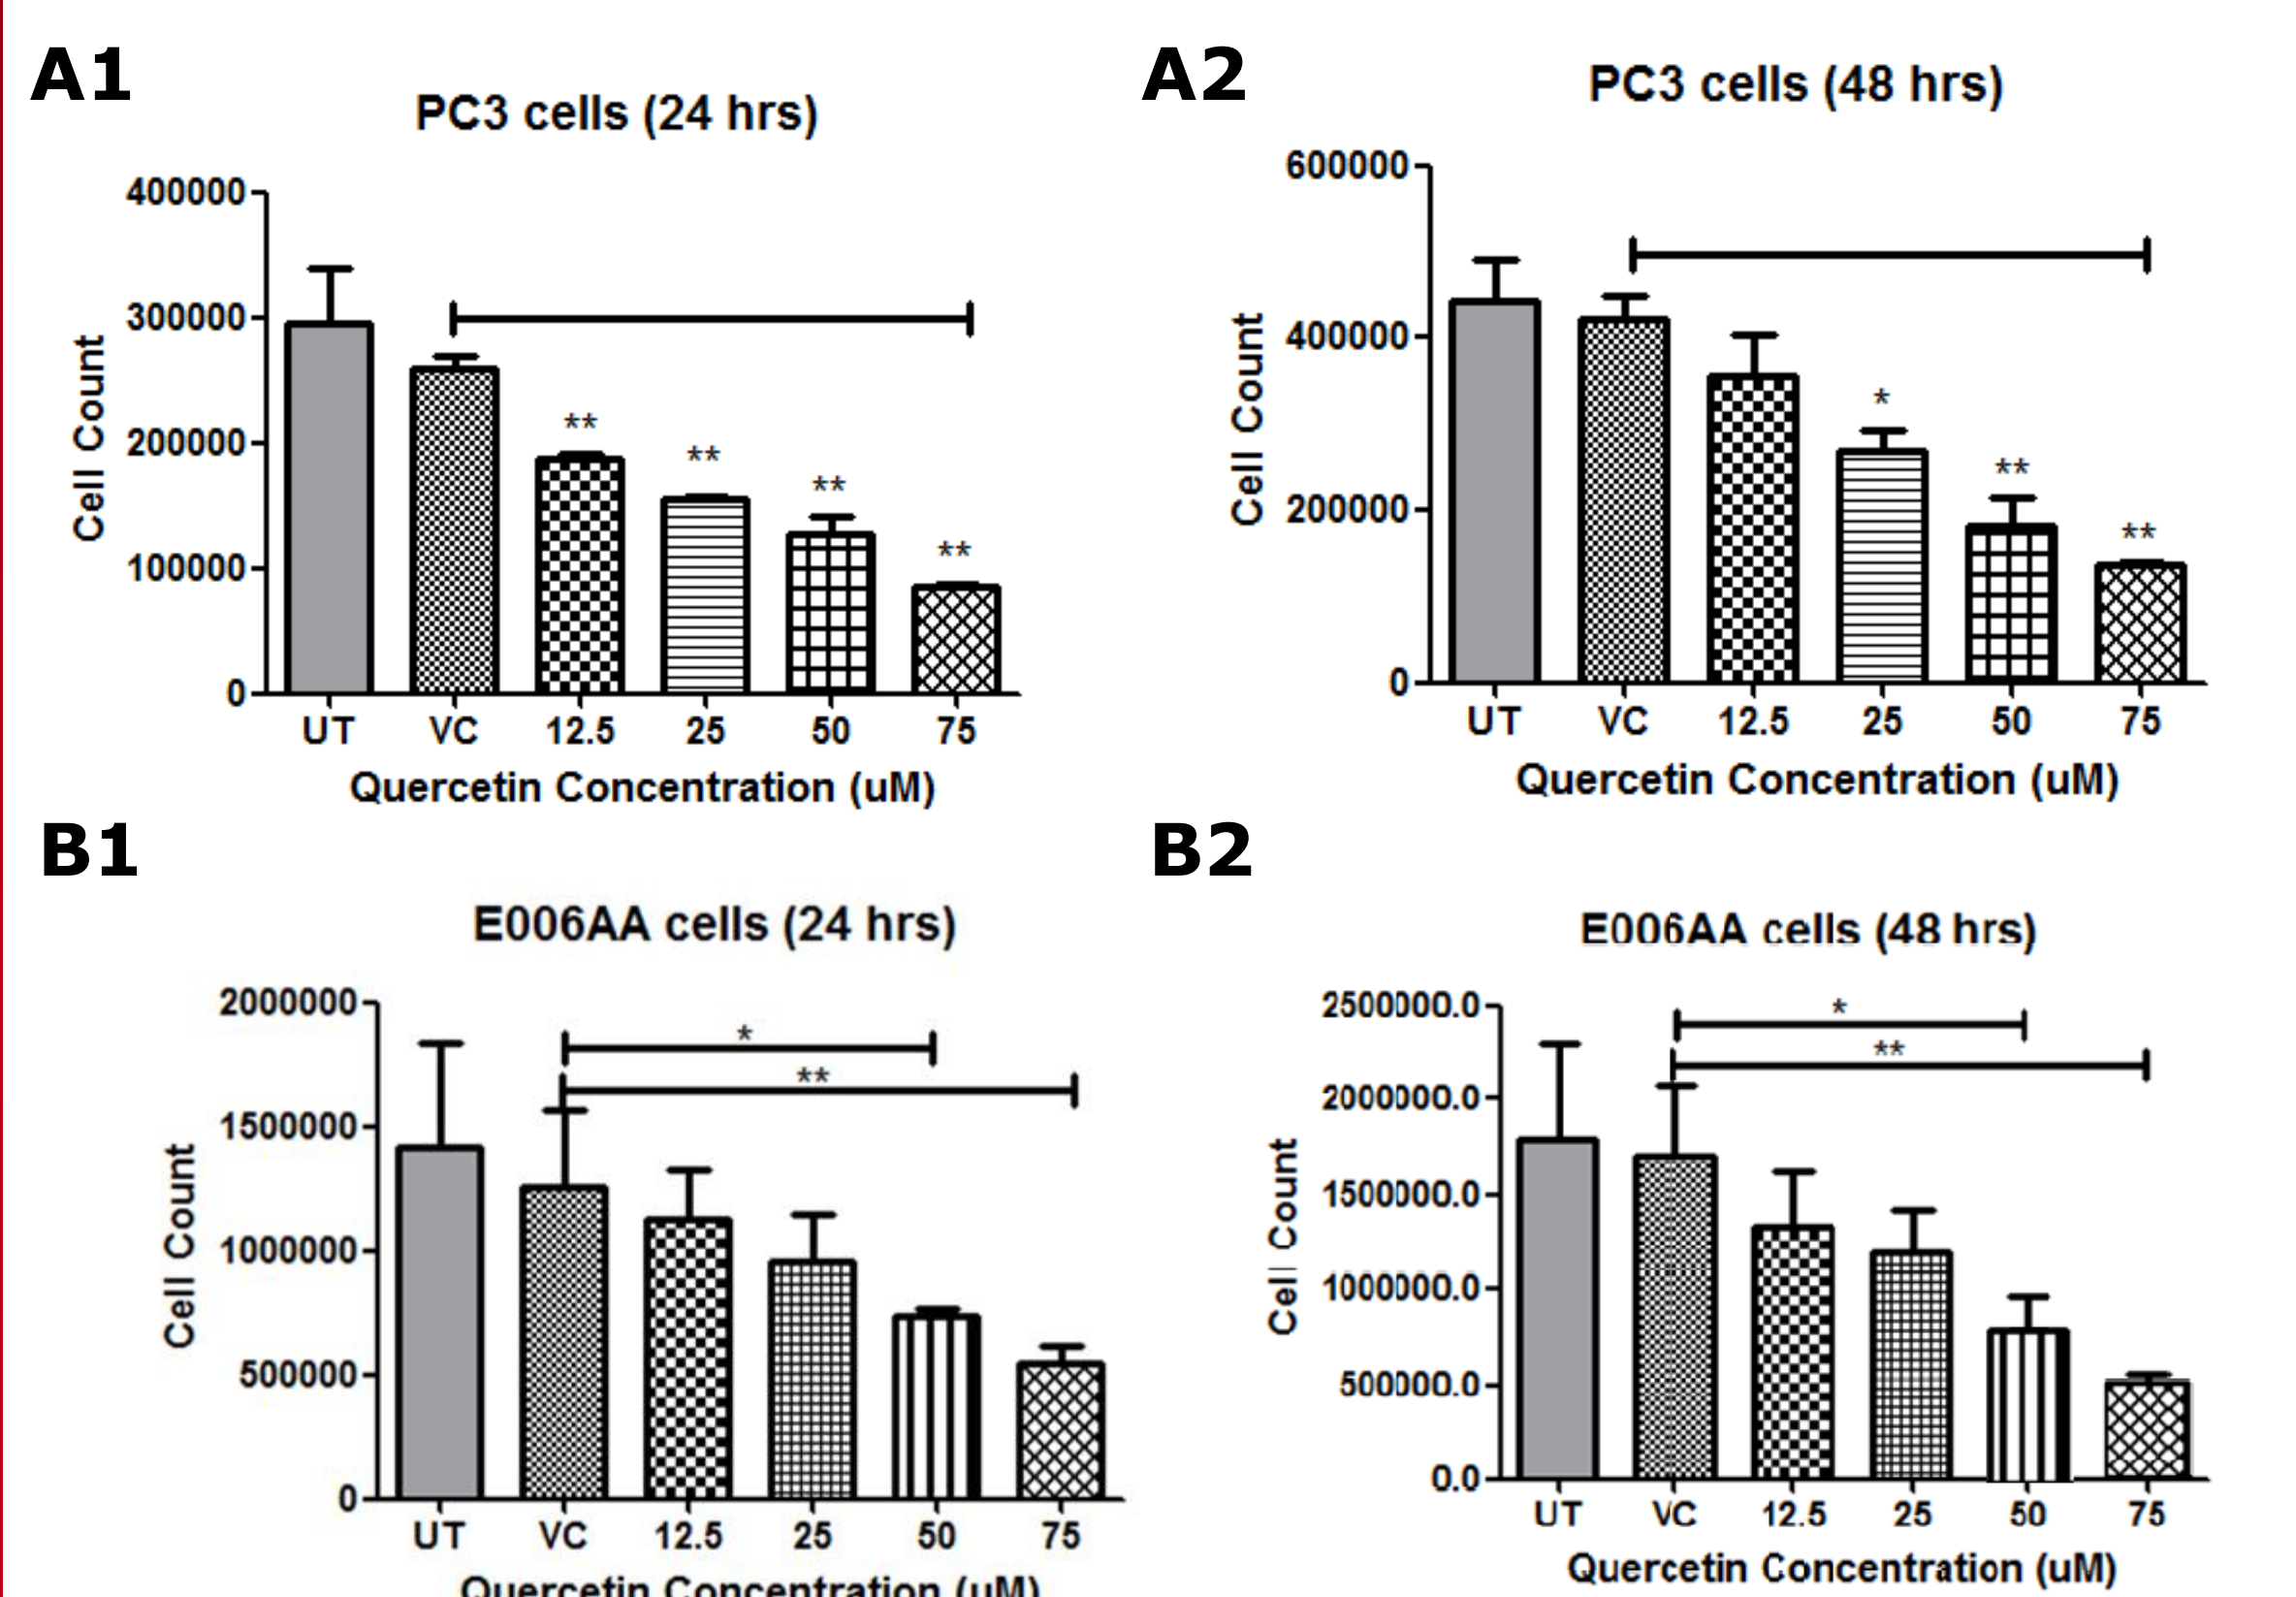 A1
PC3 cells (24 hrs)
400000
300000
200000
100000
0
Cell Count
**
**
**
**
UT VC 12.5 25 50 75
Quercetin Concentration (uM)
A2
PC3 cells (48 hrs)
600000
400000
200000
0
Cell Count
*
**
**
UT VC 12.5 25 50 75
Quercetin Concentration (uM)
B1
E006AA cells (24 hrs)
2000000
1500000
1000000
500000
0
Cell Count
*
**
UT VC 12.5 25 50 75
Quercetin Concentration (uM)
B2
E006AA cells (48 hrs)
2500000.0
2000000.0
1500000.0
1000000.0
500000.0
0.0
Cell Count
*
**
UT VC 12.5 25 50 75
Quercetin Concentration (uM)